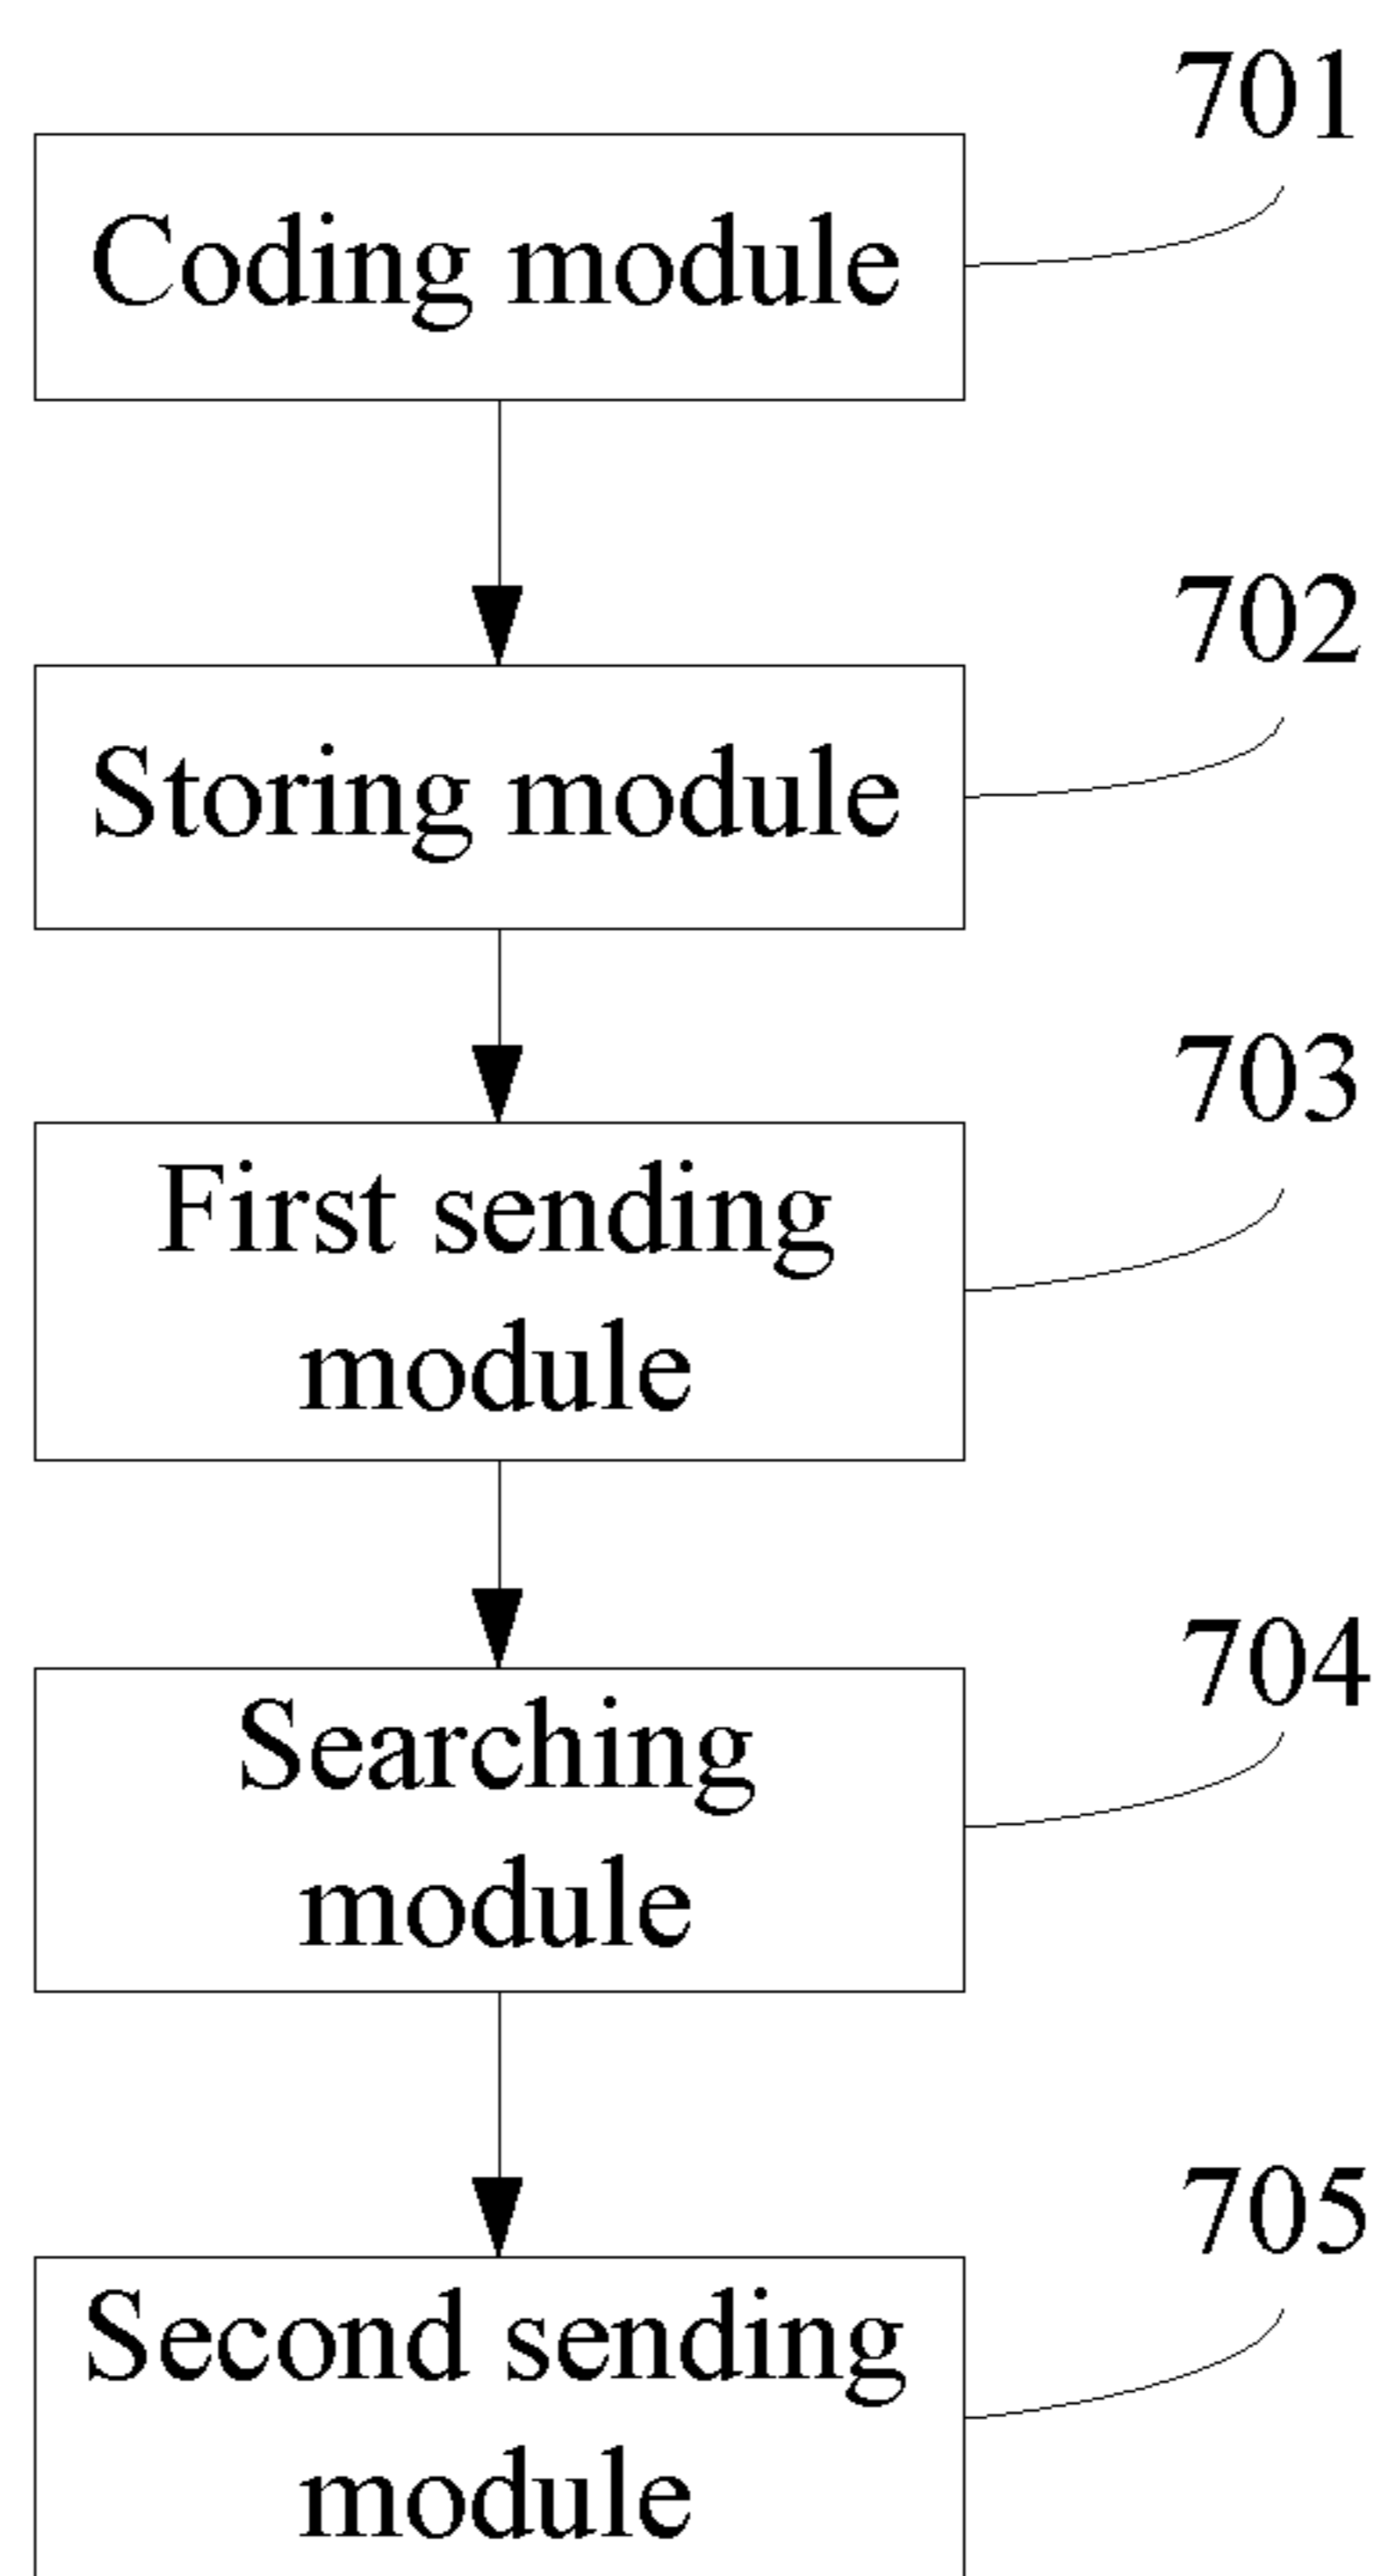 701
Coding module
702
Storing module
703
First sending
module
704
Searching
module
705
Second sending
module